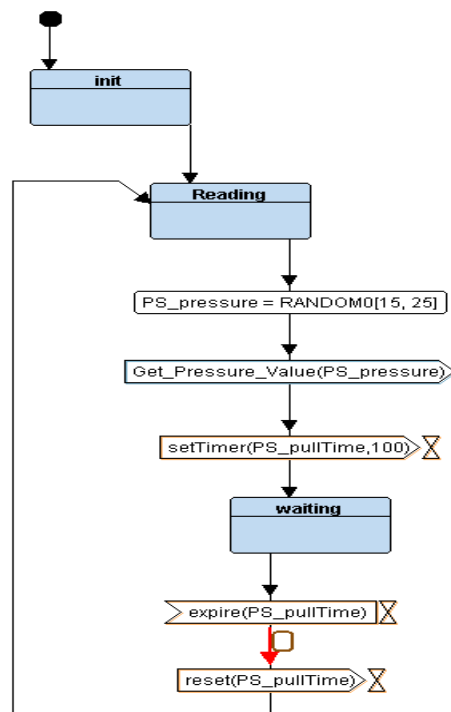 init
Reading
PS_pressure = RANDOM0[15, 25]
Get_Pressure_Value(PS_pressure)
setTimer(PS_pullTime,100)
waiting
expire(PS_pullTime)
reset(PS_pullTime)